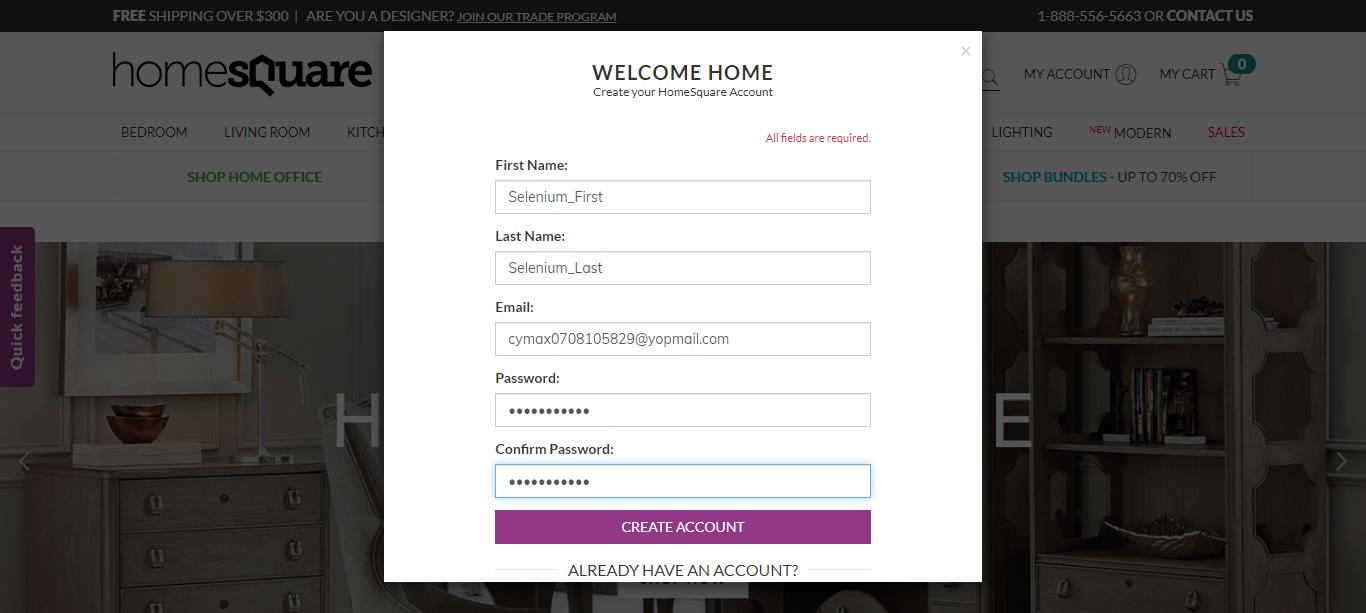 FREE SHIPPING OVER $300 | ARE YOU A DESIGNER? JOIN OUR TRADE PROGRAM
1-888-556-5663 OR CONTACT US
homesquare
MY ACCOUNT
MY CART
0
BEDROOM
LIVING ROOM
LIGHTING
NEW MODERN
SALES
SHOP HOME OFFICE
SHOP BUNDLES - UP TO 70% OFF
Quick feedback
×
WELCOME HOME
Create your HomeSquare Account
All fields are required.
First Name:
Selenium_First
Last Name:
Selenium_Last
Email:
cymax0708105829@yopmail.com
Password:
•••••••••••
Confirm Password:
•••••••••••
CREATE ACCOUNT
ALREADY HAVE AN ACCOUNT?